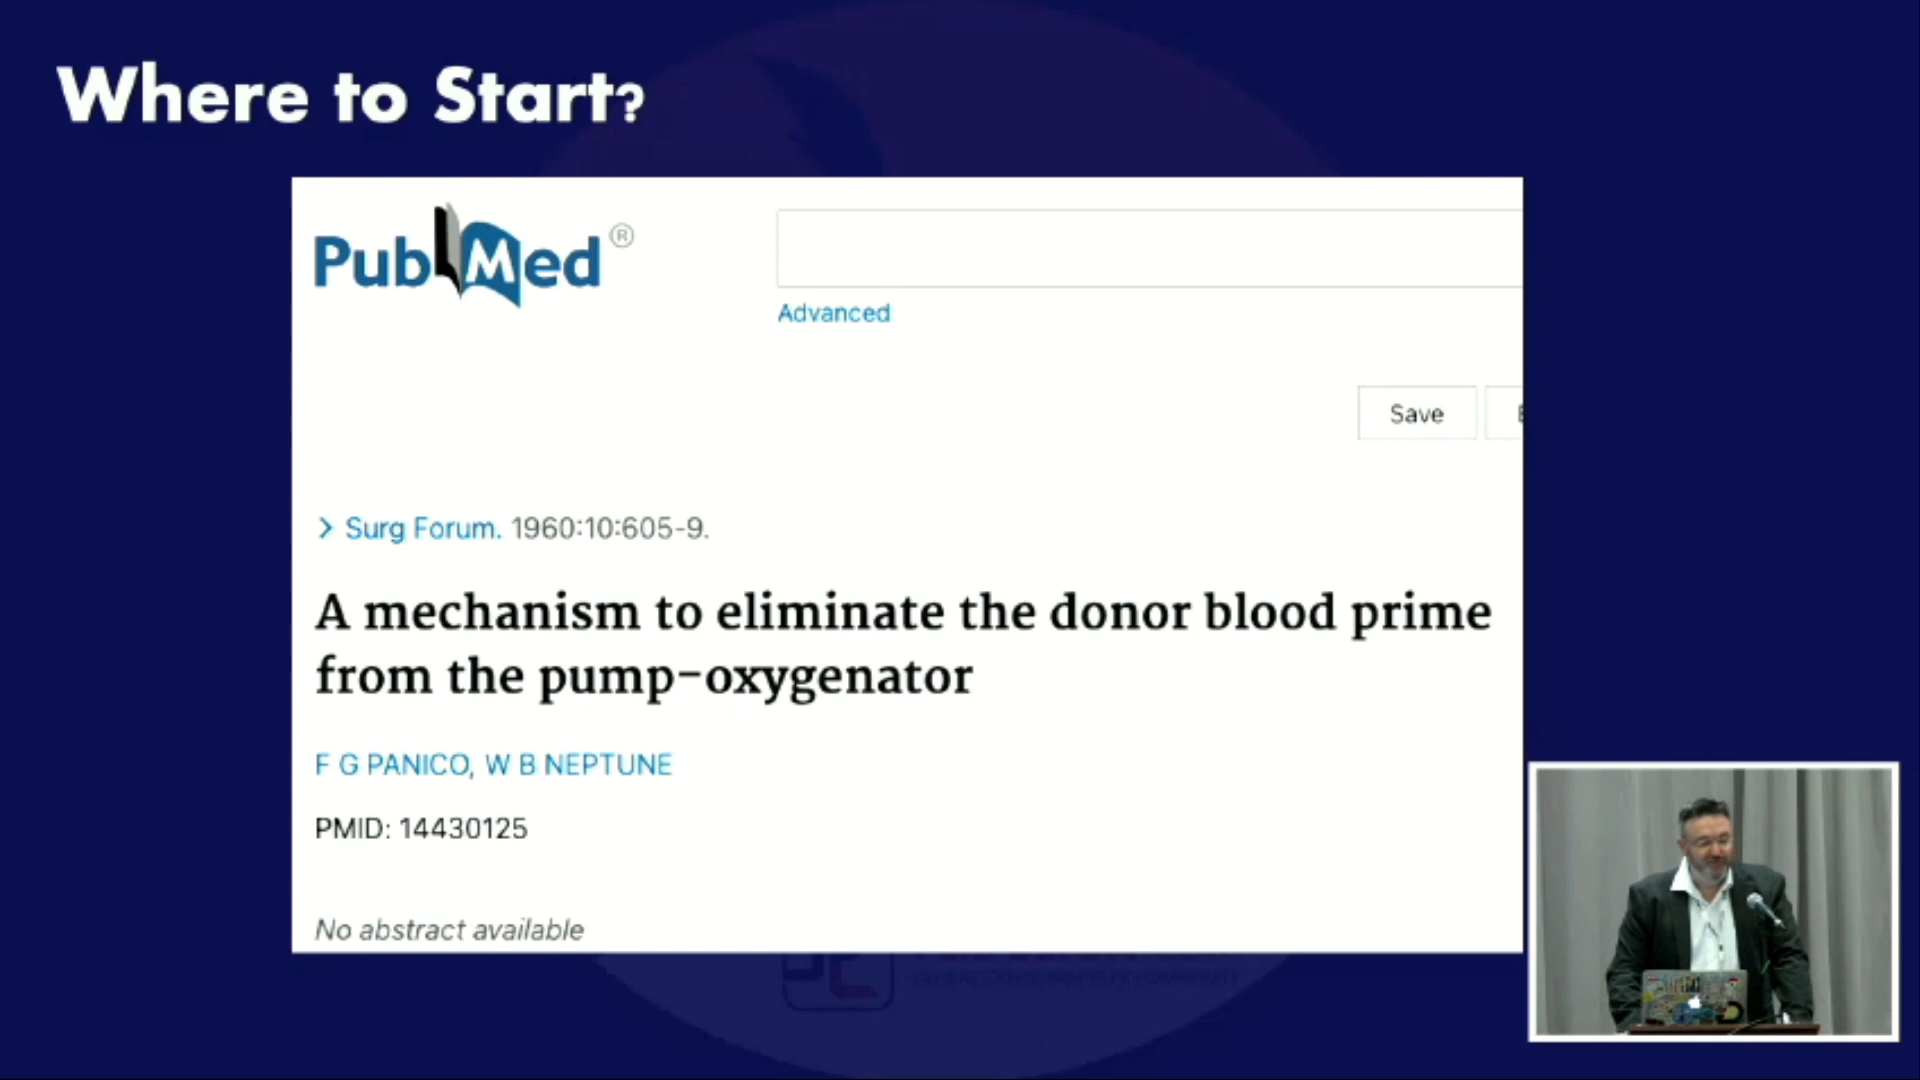 Where to Start?
PubMed®
Advanced
Save
> Surg Forum. 1960:10:605-9.
A mechanism to eliminate the donor blood prime
from the pump-oxygenator
F G PANICO, W B NEPTUNE
PMID: 14430125
No abstract available